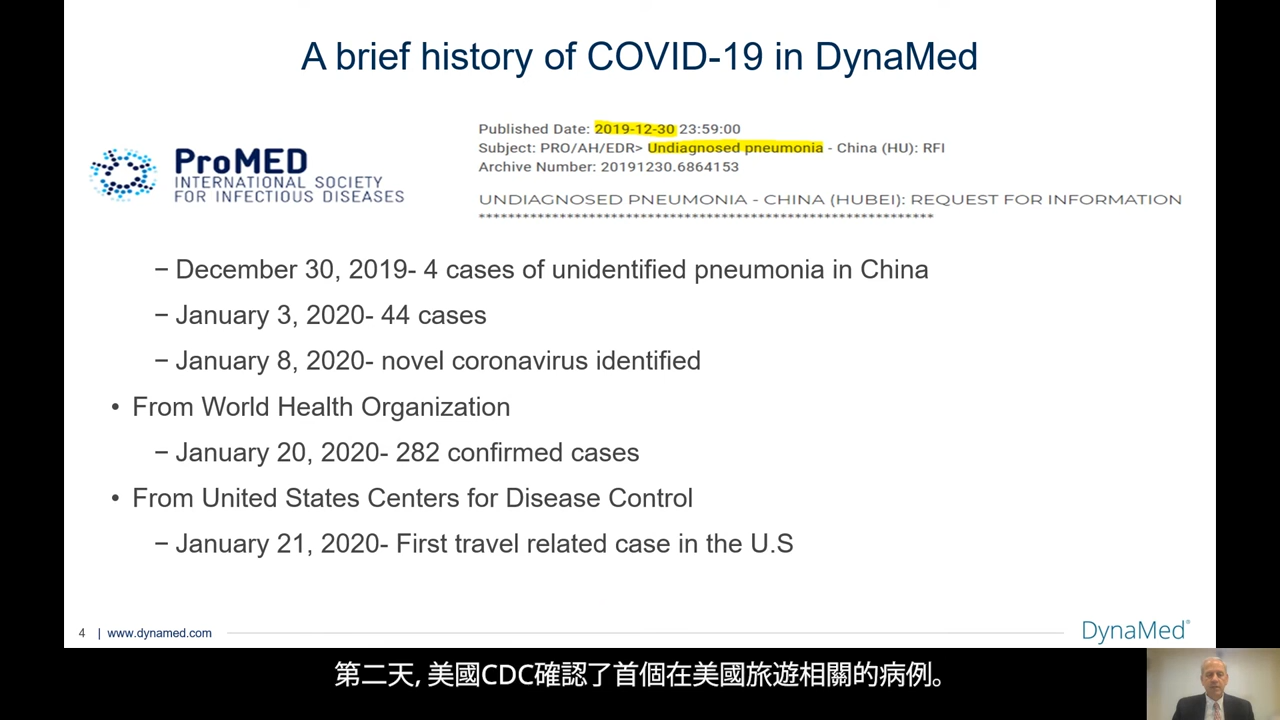 A brief history of COVID-19 in DynaMed
ProMED
INTERNATIONAL SOCIETY
FOR INFECTIOUS DISEASES
Published Date: 2019-12-30 23:59:00
Subject: PRO/AH/EDR> Undiagnosed pneumonia - China (HU): RFI
Archive Number: 20191230.6864153
UNDIAGNOSED PNEUMONIA - CHINA (HUBEI): REQUEST FOR INFORMATION
**************************************************************
− December 30, 2019- 4 cases of unidentified pneumonia in China
− January 3, 2020- 44 cases
− January 8, 2020- novel coronavirus identified
• From World Health Organization
− January 20, 2020- 282 confirmed cases
• From United States Centers for Disease Control
− January 21, 2020- First travel related case in the U.S
4 | www.dynamed.com
DynaMed®
第二天, 美國CDC確認了首個在美國旅遊相關的病例。